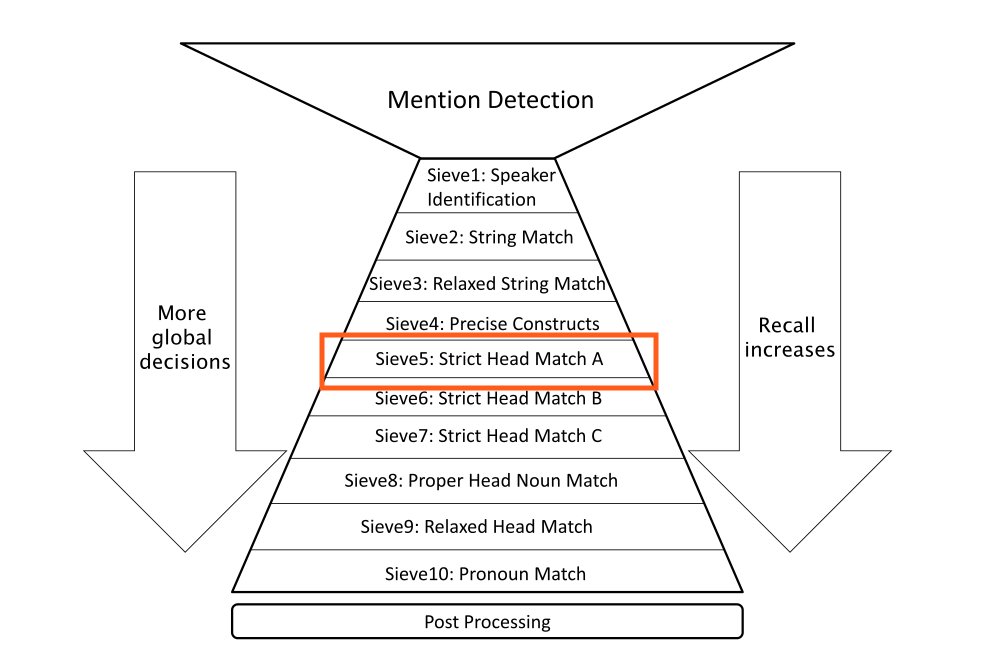 Mention Detection
Sieve1: Speaker
Identification
Sieve2: String Match
Sieve3: Relaxed String Match
Sieve4: Precise Constructs
Sieve5: Strict Head Match A
Sieve6: Strict Head Match B
Sieve7: Strict Head Match C
Sieve8: Proper Head Noun Match
Sieve9: Relaxed Head Match
Sieve10: Pronoun Match
Post Processing
More
global
decisions
Recall
increases